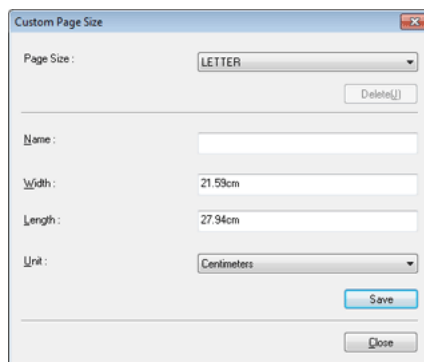 Custom Page Size
Page Size : LETTER
Delete(J)
Name :
Width : 21.59cm
Length : 27.94cm
Unit : Centimeters
Save
Close